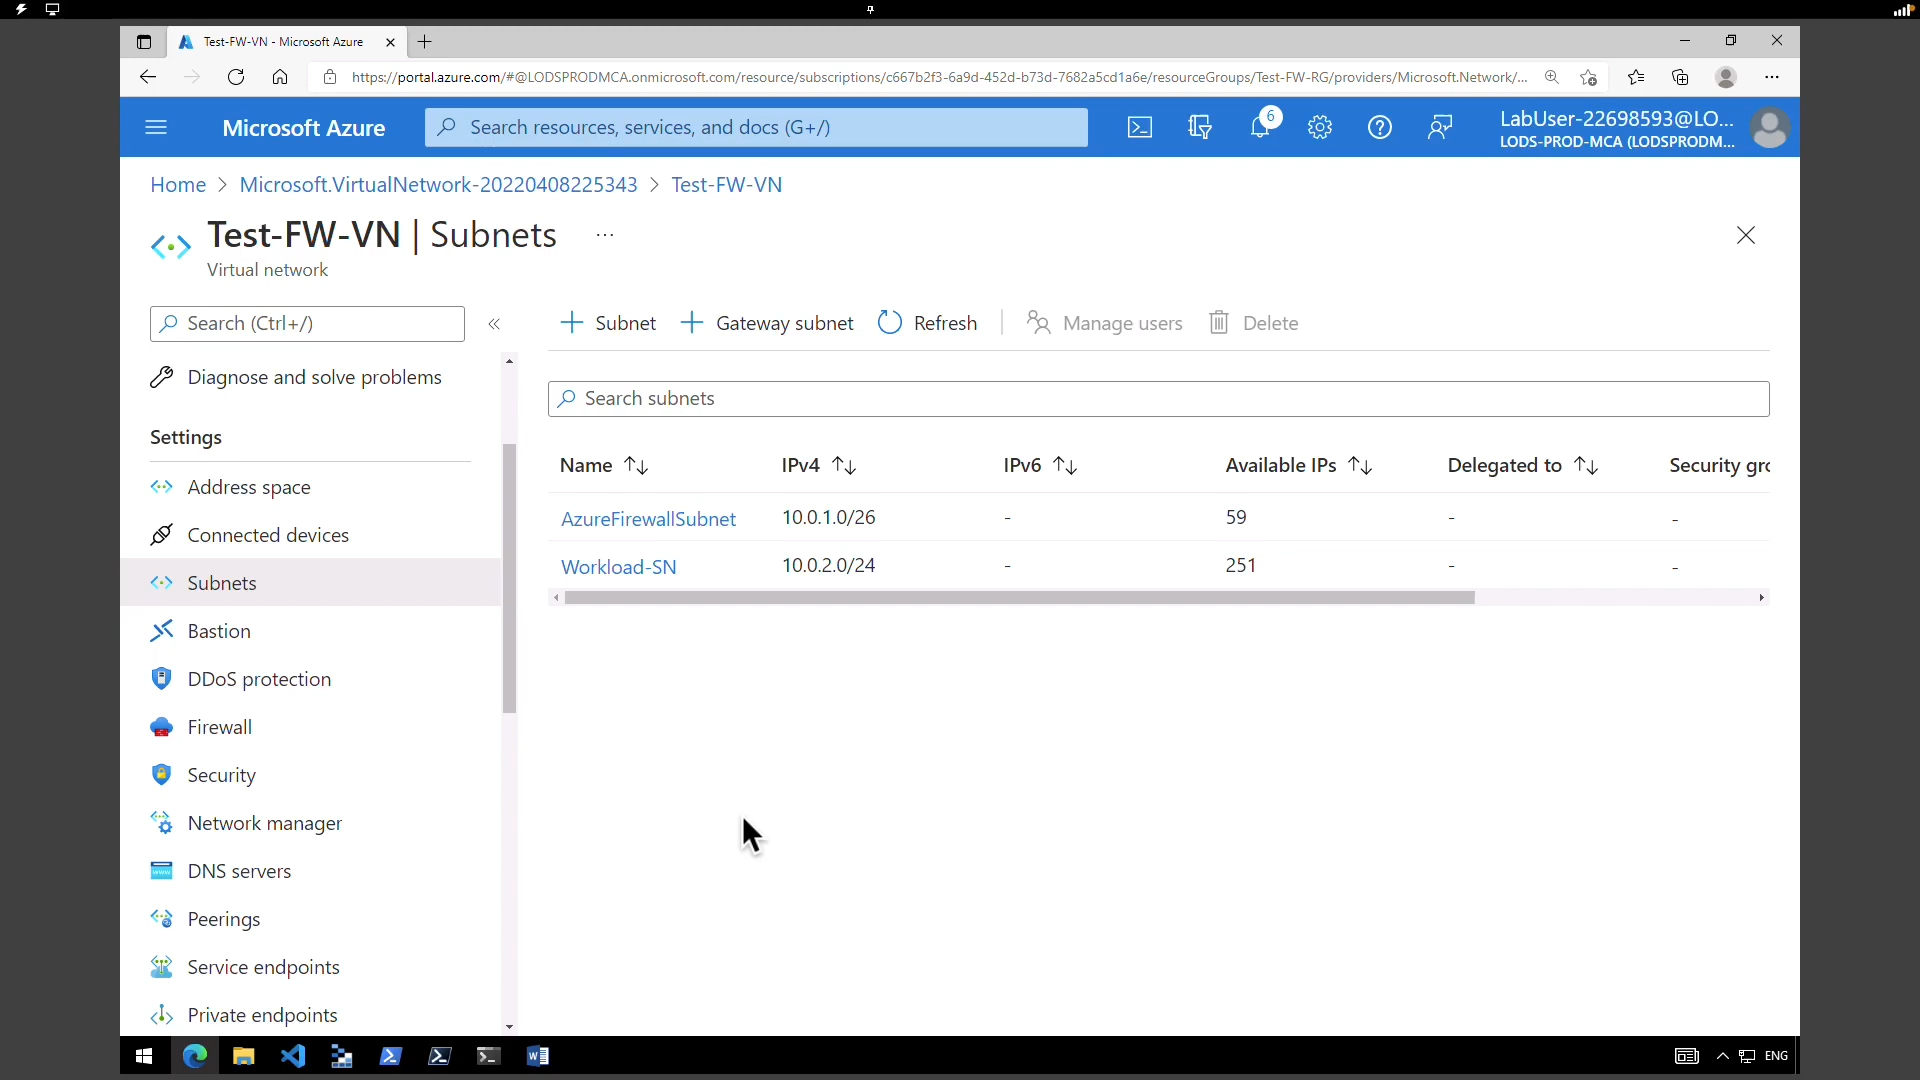 Test-FW-VN - Microsoft Azure
https://portal.azure.com/#@LODSPRODMCA.onmicrosoft.com/resource/subscriptions/c667b2f3-6a9d-452d-b73d-7682a5cd1a6e/resourceGroups/Test-FW-RG/providers/Microsoft.Network/...
Microsoft Azure
Search resources, services, and docs (G+/)
6
LabUser-22698593@LO...
LODS-PROD-MCA (LODSPRODM...
Home > Microsoft.VirtualNetwork-20220408225343 > Test-FW-VN
Test-FW-VN | Subnets ...
Virtual network
Search (Ctrl+/)
«
+ Subnet + Gateway subnet Refresh Manage users Delete
Diagnose and solve problems
Search subnets
Settings
Name IPv4 IPv6 Available IPs Delegated to Security gro
Address space
AzureFirewallSubnet 10.0.1.0/26 - 59 - -
Connected devices
Workload-SN 10.0.2.0/24 - 251 - -
Subnets
Bastion
DDoS protection
Firewall
Security
Network manager
DNS servers
Peerings
Service endpoints
Private endpoints
ENG